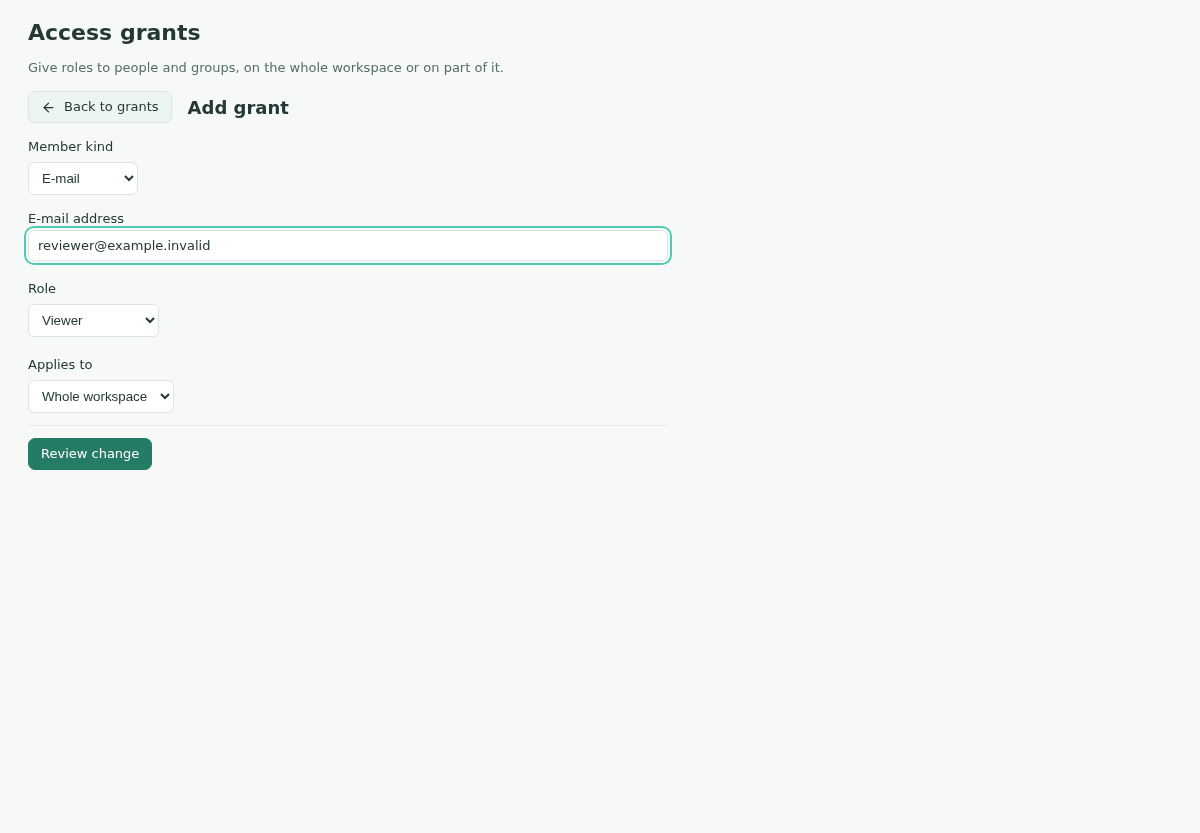 Access grants
Give roles to people and groups, on the whole workspace or on part of it.
Back to grants
Add grant
Member kind
E-mail
E-mail address
reviewer@example.invalid
Role
Viewer
Applies to
Whole workspace
Review change